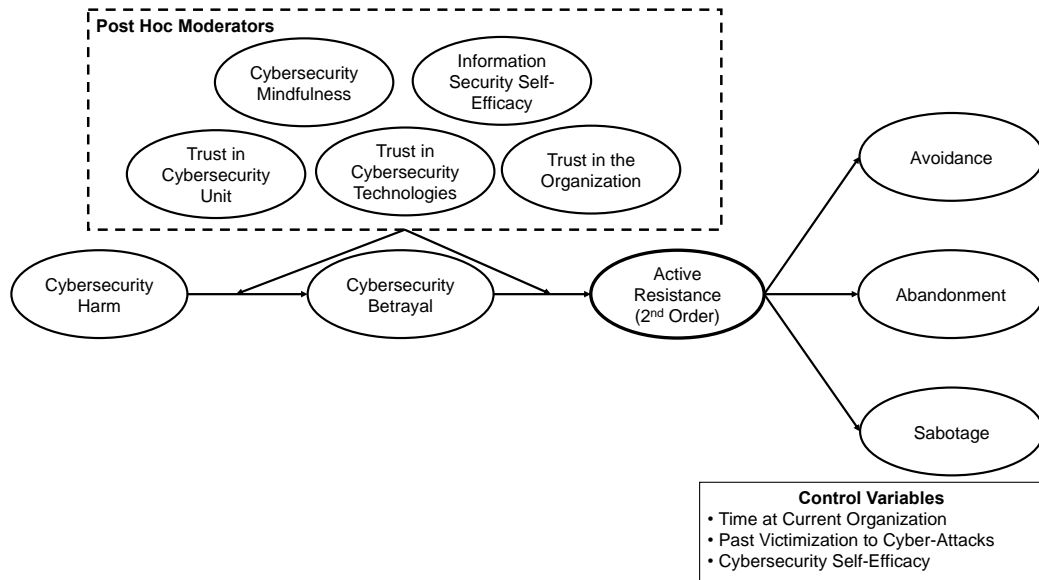 Post Hoc Moderators
Cybersecurity
Mindfulness
Information
Security Self-
Efficacy
Trust in
Cybersecurity
Unit
Trust in
Cybersecurity
Technologies
Trust in the
Organization
Avoidance
Cybersecurity
Harm
Cybersecurity
Betrayal
Active
Resistance
(2nd Order)
Abandonment
Sabotage
Control Variables
• Time at Current Organization
• Past Victimization to Cyber-Attacks
• Cybersecurity Self-Efficacy